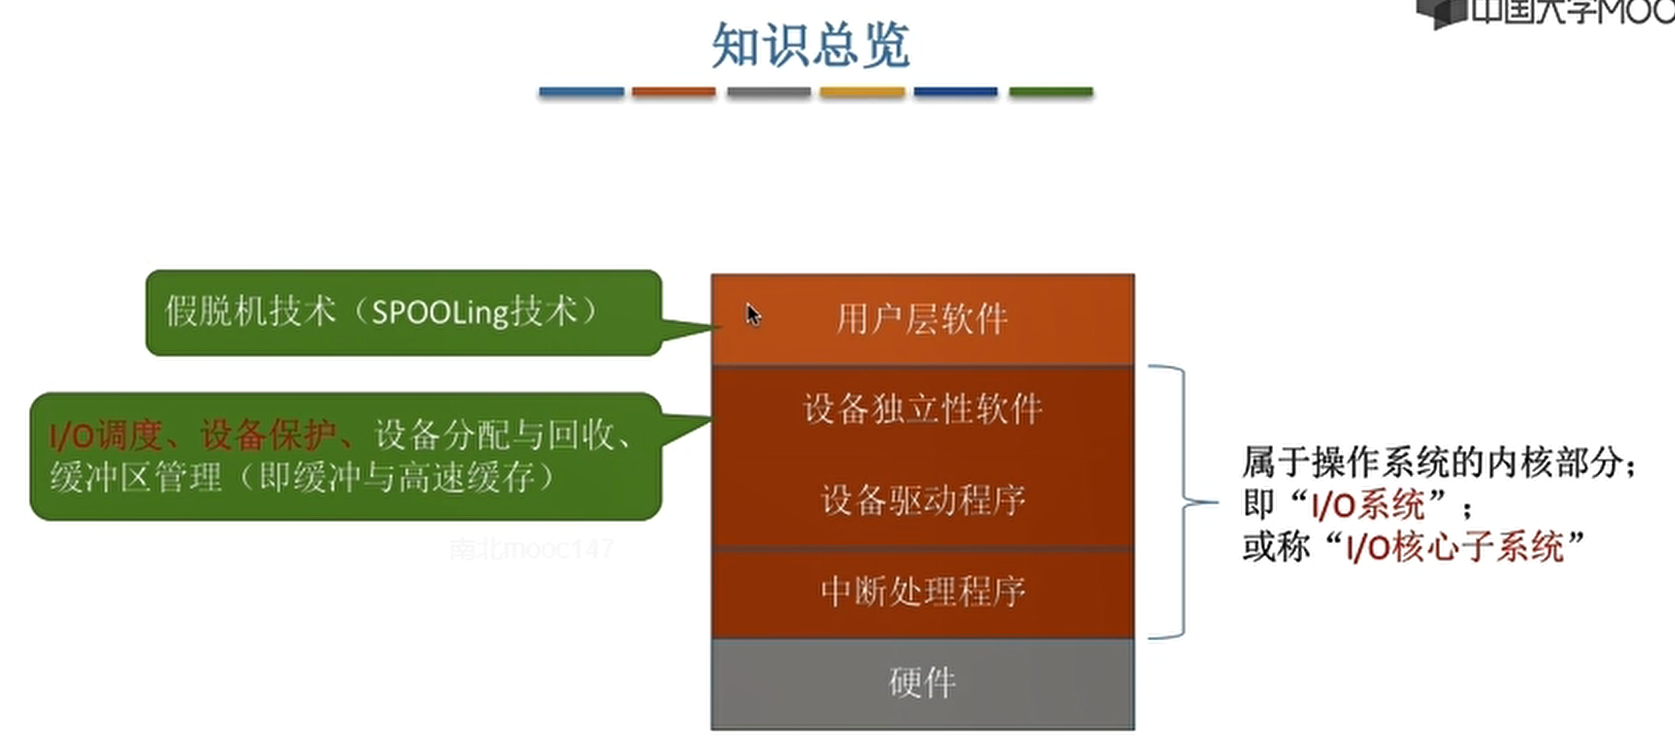 中国大学MOO
知识总览
假脱机技术（SPOOLing技术）
用户层软件
I/O调度、设备保护、设备分配与回收、
缓冲区管理（即缓冲与高速缓存）
设备独立性软件
设备驱动程序
中断处理程序
硬件
属于操作系统的内核部分；
即“I/O系统”；
或称“I/O核心子系统”
南北mooc147